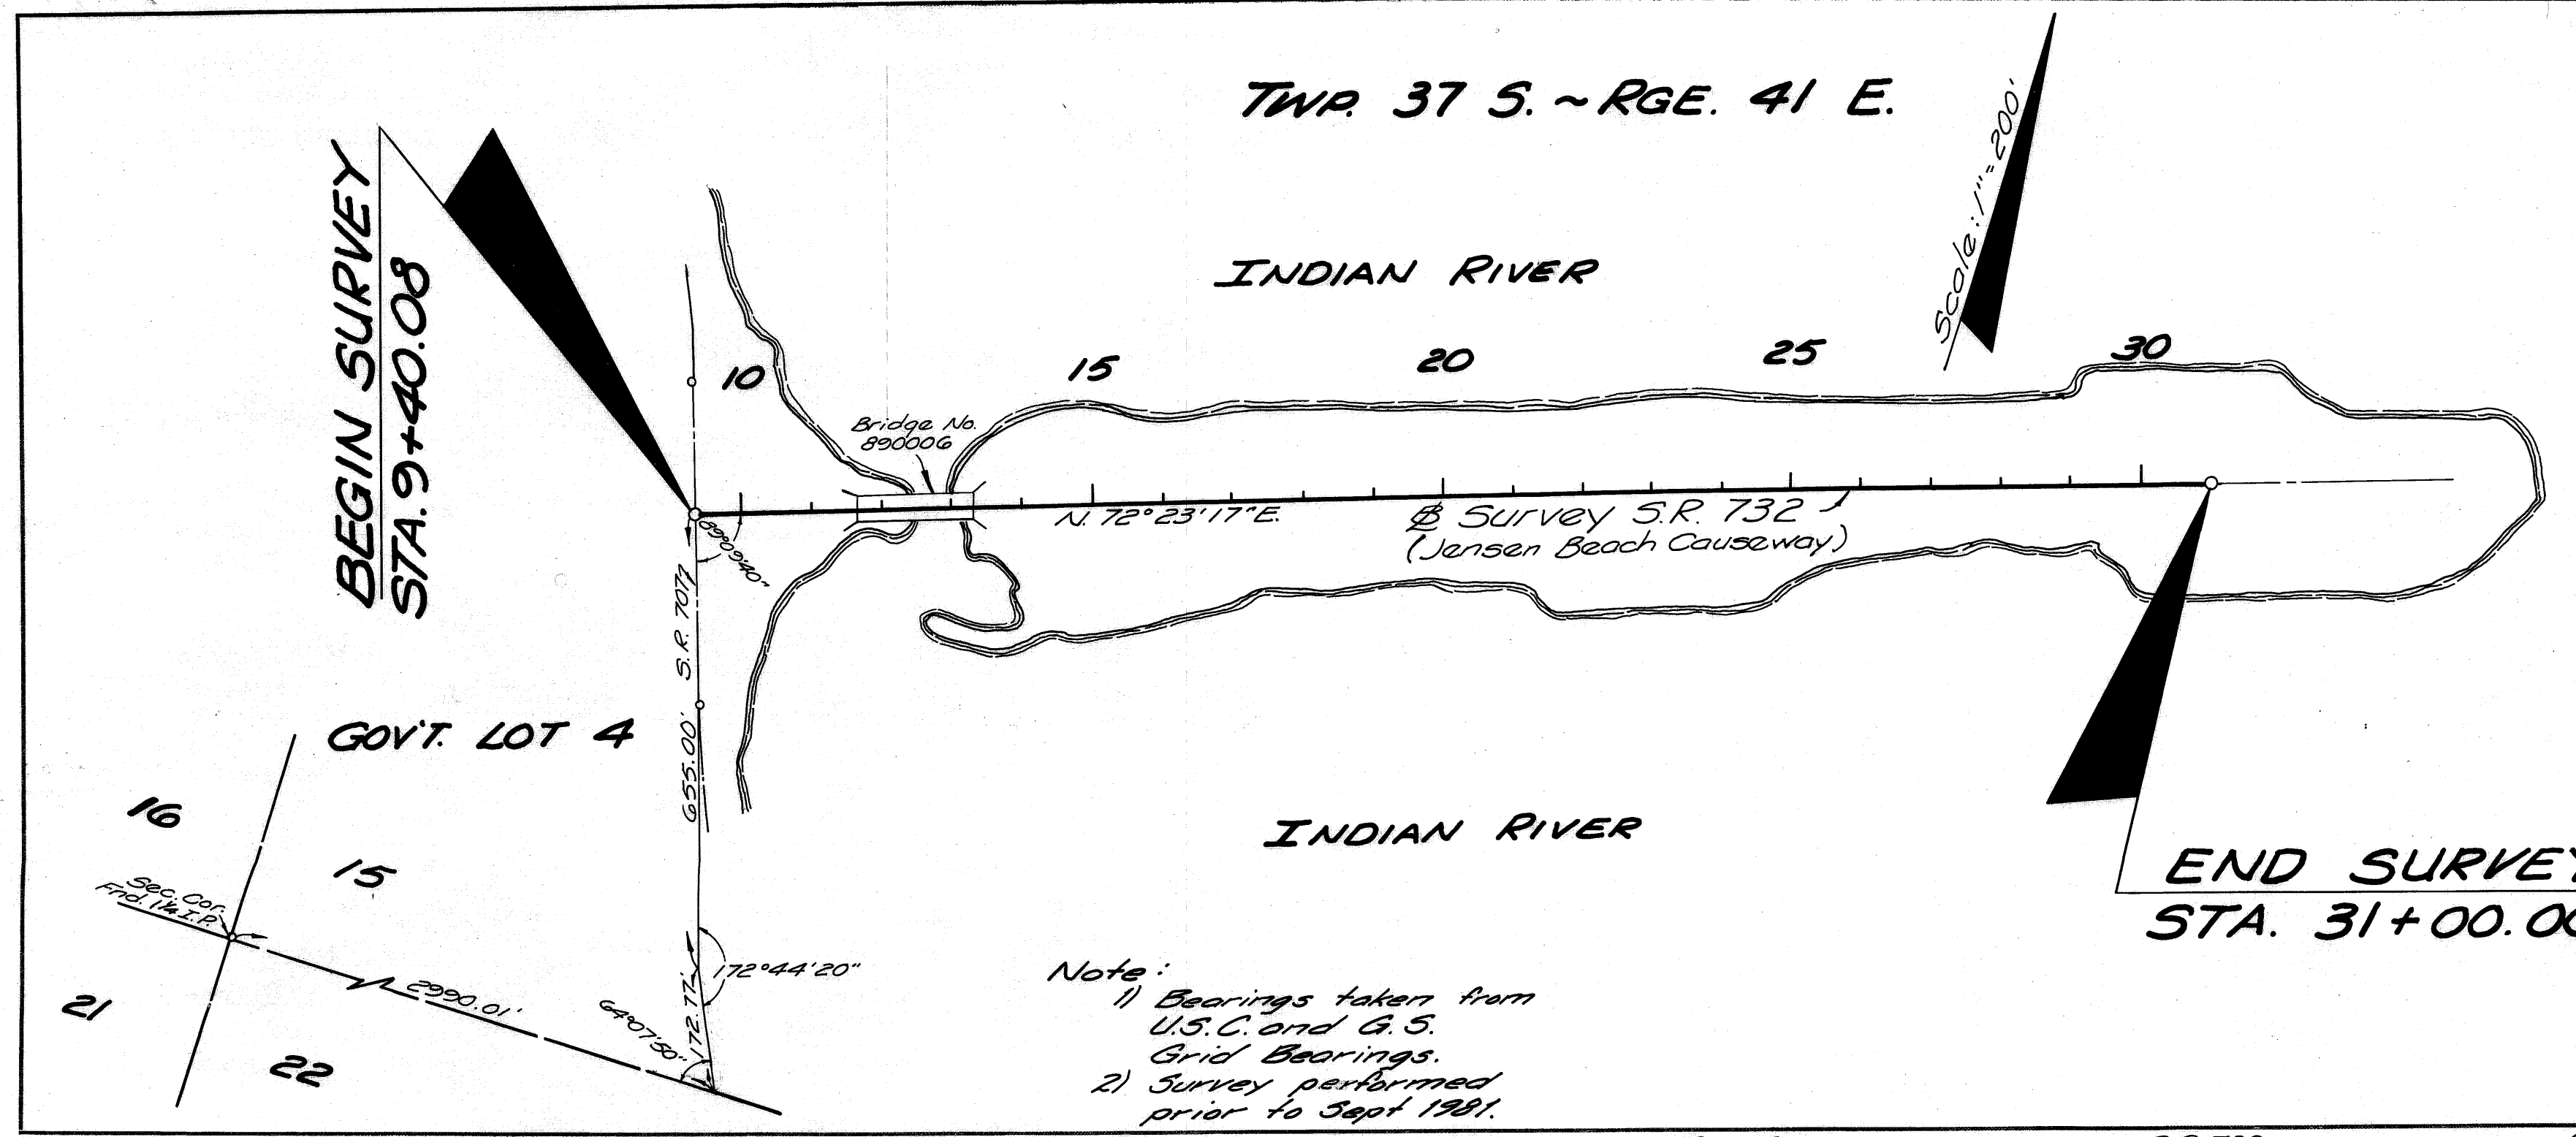 TWP. 37 S. ~ RGE. 41 E.
Scale: 1" = 200'
BEGIN SURVEY
STA. 9+40.08
INDIAN RIVER
10
15
20
25
30
Bridge No.
890006
N. 72°23'17"E.
Survey S.R. 732
(Jensen Beach Causeway)
89°09'40"
S.R. 707
655.00'
GOV'T. LOT 4
16
15
Sec. Cor.
Fnd. 1¼ I.P.
21
22
2990.01'
64°07'50"
172.77'
172°44'20"
INDIAN RIVER
END SURVEY
STA. 31+00.00
Note:
1) Bearings taken from
U.S.C. and G.S.
Grid Bearings.
2) Survey performed
prior to Sept 1981.